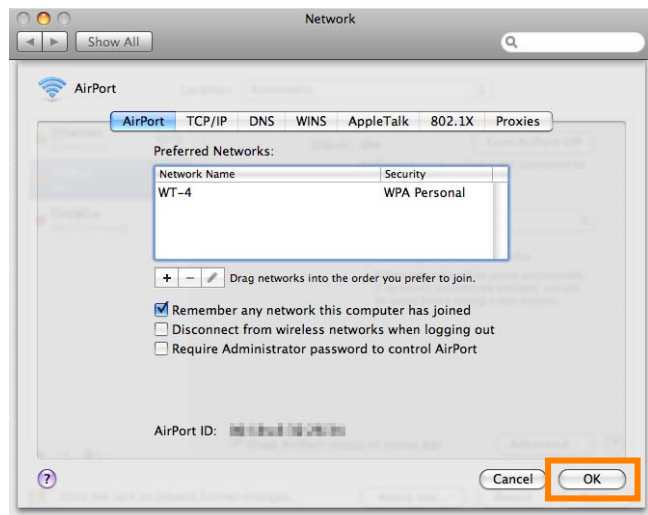 Network
Show All
AirPort
AirPort TCP/IP DNS WINS AppleTalk 802.1X Proxies
Preferred Networks:
Network Name Security
WT-4 WPA Personal
+ - Drag networks into the order you prefer to join.
Remember any network this computer has joined
Disconnect from wireless networks when logging out
Require Administrator password to control AirPort
AirPort ID:
? Cancel OK